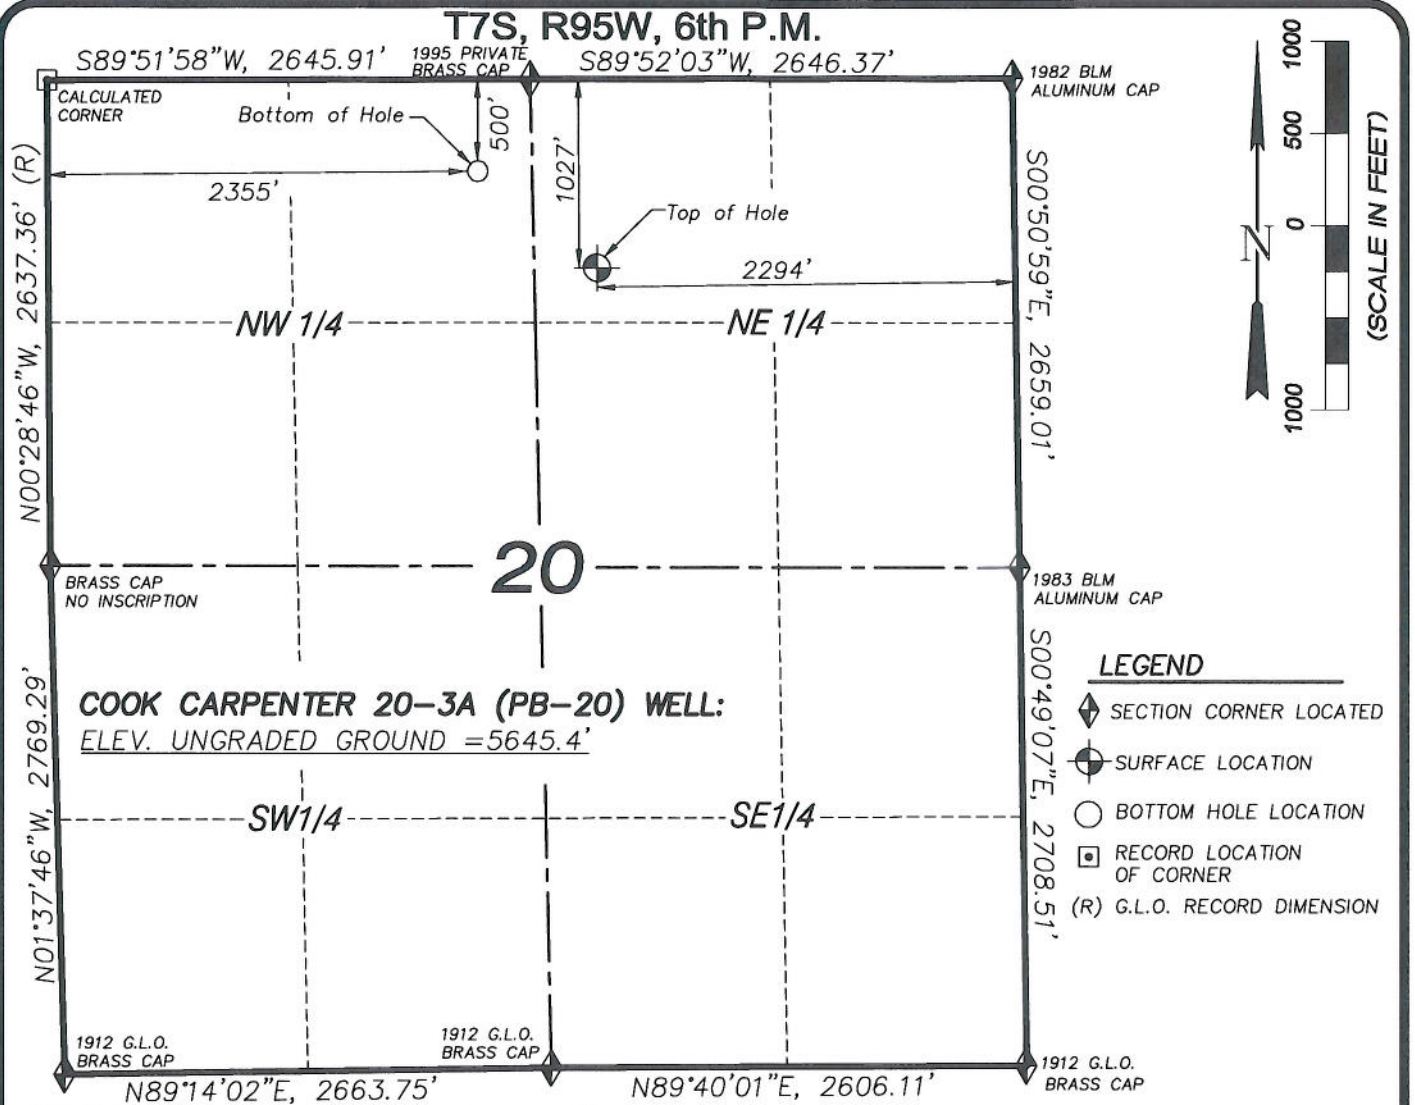 T7S, R95W, 6th P.M.
S89°51'58"W, 2645.91'
1995 PRIVATE
BRASS CAP
S89°52'03"W, 2646.37'
1982 BLM
ALUMINUM CAP
CALCULATED
CORNER
Bottom of Hole
500'
1027'
2355'
Top of Hole
2294'
N00°28'46"W, 2637.36' (R)
S00°50'59"E, 2659.01'
NW 1/4
NE 1/4
N
1000
500
0
1000
(SCALE IN FEET)
20
BRASS CAP
NO INSCRIPTION
1983 BLM
ALUMINUM CAP
N01°37'46"W, 2769.29'
S00°49'07"E, 2708.51'
COOK CARPENTER 20-3A (PB-20) WELL:
ELEV. UNGRADED GROUND =5645.4'
SW1/4
SE1/4
LEGEND
SECTION CORNER LOCATED
SURFACE LOCATION
BOTTOM HOLE LOCATION
RECORD LOCATION
OF CORNER
(R) G.L.O. RECORD DIMENSION
1912 G.L.O.
BRASS CAP
1912 G.L.O.
BRASS CAP
1912 G.L.O.
BRASS CAP
N89°14'02"E, 2663.75'
N89°40'01"E, 2606.11'